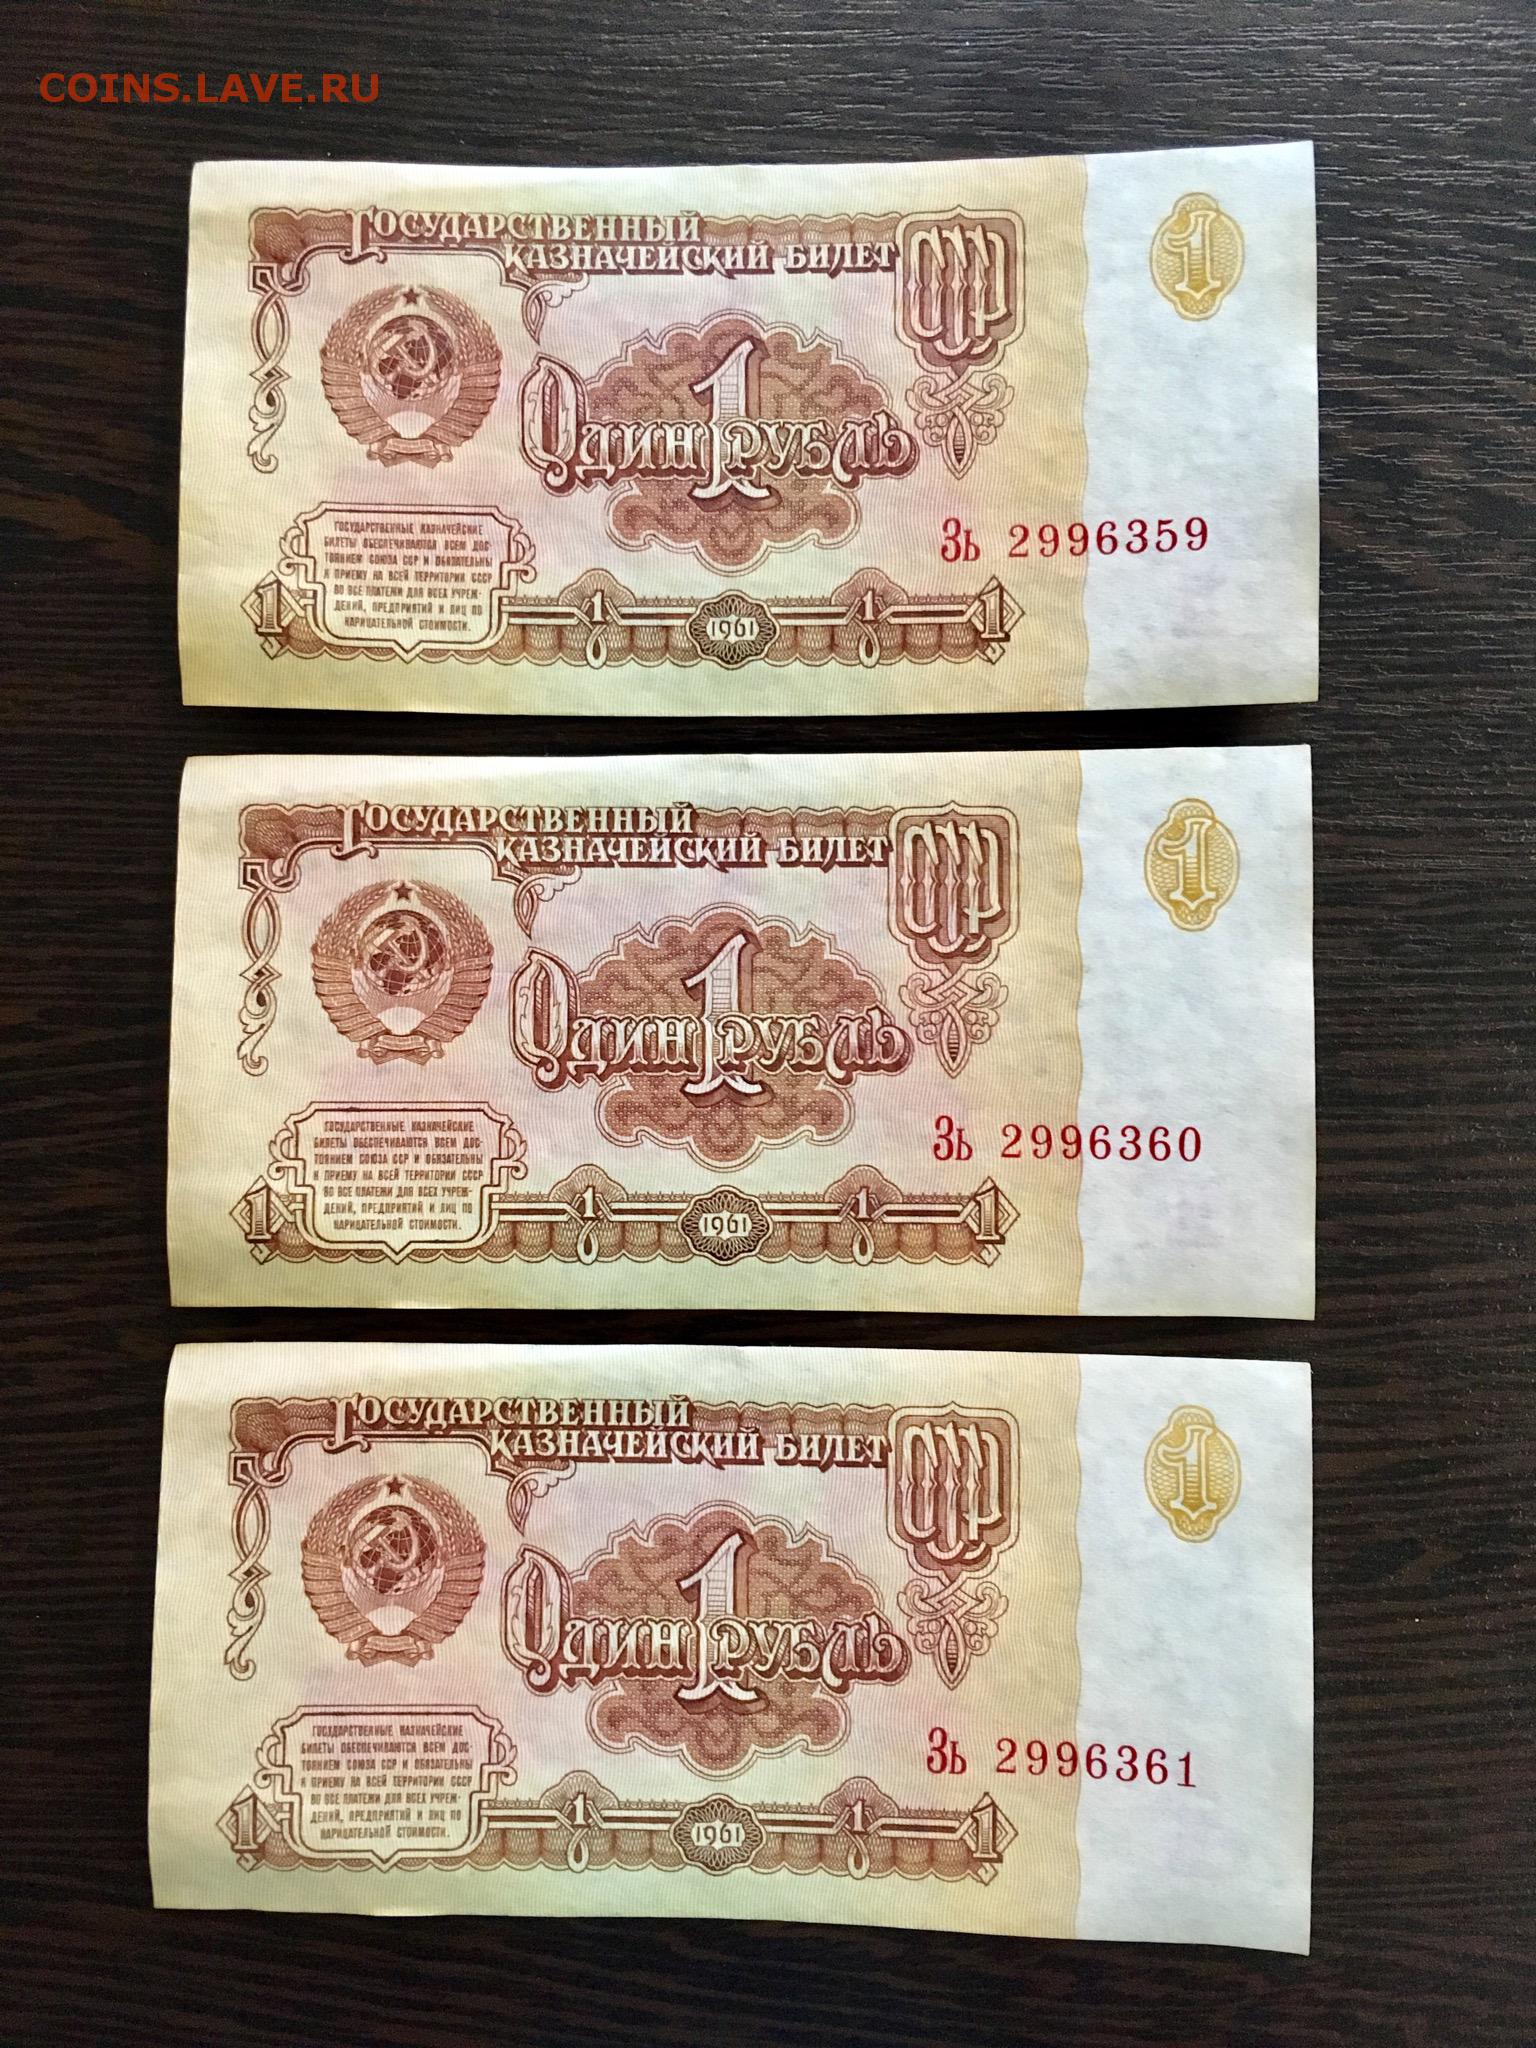 COINS.LAVE.RU
ГОСУДАРСТВЕННЫЙ
КАЗНАЧЕЙСКИЙ БИЛЕТ
СССР
1
1
ОДИН РУБЛЬ
ГОСУДАРСТВЕННЫЕ КАЗНАЧЕЙСКИЕ
БИЛЕТЫ ОБЕСПЕЧИВАЮТСЯ ВСЕМ ДОС-
ТОЯНИЕМ СОЮЗА ССР И ОБЯЗАТЕЛЬНЫ
К ПРИЕМУ НА ВСЕЙ ТЕРРИТОРИИ СССР
ВО ВСЕ ПЛАТЕЖИ ДЛЯ ВСЕХ УЧРЕЖ-
ДЕНИЙ, ПРЕДПРИЯТИЙ И ЛИЦ ПО
НАРИЦАТЕЛЬНОЙ СТОИМОСТИ.
Зь 2996359
1 1 1961 1 1
ГОСУДАРСТВЕННЫЙ
КАЗНАЧЕЙСКИЙ БИЛЕТ
СССР
1
1
ОДИН РУБЛЬ
ГОСУДАРСТВЕННЫЕ КАЗНАЧЕЙСКИЕ
БИЛЕТЫ ОБЕСПЕЧИВАЮТСЯ ВСЕМ ДОС-
ТОЯНИЕМ СОЮЗА ССР И ОБЯЗАТЕЛЬНЫ
К ПРИЕМУ НА ВСЕЙ ТЕРРИТОРИИ СССР
ВО ВСЕ ПЛАТЕЖИ ДЛЯ ВСЕХ УЧРЕЖ-
ДЕНИЙ, ПРЕДПРИЯТИЙ И ЛИЦ ПО
НАРИЦАТЕЛЬНОЙ СТОИМОСТИ.
Зь 2996360
1 1 1961 1 1
ГОСУДАРСТВЕННЫЙ
КАЗНАЧЕЙСКИЙ БИЛЕТ
СССР
1
1
ОДИН РУБЛЬ
ГОСУДАРСТВЕННЫЕ КАЗНАЧЕЙСКИЕ
БИЛЕТЫ ОБЕСПЕЧИВАЮТСЯ ВСЕМ ДОС-
ТОЯНИЕМ СОЮЗА ССР И ОБЯЗАТЕЛЬНЫ
К ПРИЕМУ НА ВСЕЙ ТЕРРИТОРИИ СССР
ВО ВСЕ ПЛАТЕЖИ ДЛЯ ВСЕХ УЧРЕЖ-
ДЕНИЙ, ПРЕДПРИЯТИЙ И ЛИЦ ПО
НАРИЦАТЕЛЬНОЙ СТОИМОСТИ.
Зь 2996361
1 1 1961 1 1